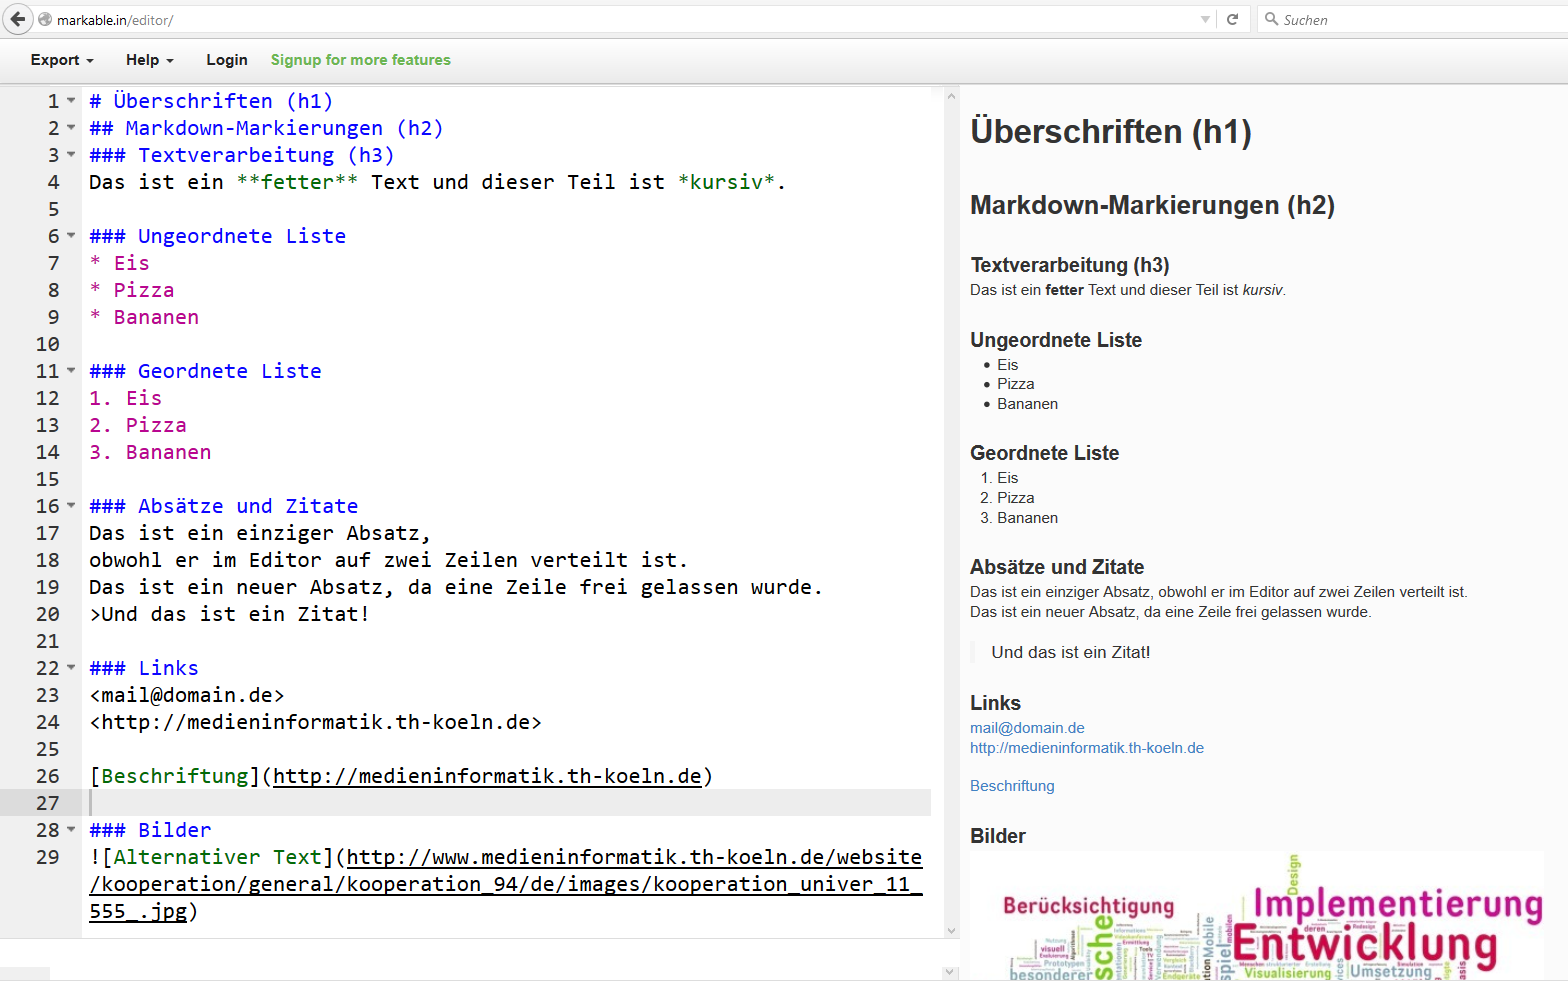 markable.in/editor/
Suchen
Export Help Login Signup for more features
1 # Überschriften (h1)
2 ## Markdown-Markierungen (h2)
3 ### Textverarbeitung (h3)
4 Das ist ein **fetter** Text und dieser Teil ist *kursiv*.
5
6 ### Ungeordnete Liste
7 * Eis
8 * Pizza
9 * Bananen
10
11 ### Geordnete Liste
12 1. Eis
13 2. Pizza
14 3. Bananen
15
16 ### Absätze und Zitate
17 Das ist ein einziger Absatz,
18 obwohl er im Editor auf zwei Zeilen verteilt ist.
19 Das ist ein neuer Absatz, da eine Zeile frei gelassen wurde.
20 >Und das ist ein Zitat!
21
22 ### Links
23 <mail@domain.de>
24 <http://medieninformatik.th-koeln.de>
25
26 [Beschriftung](http://medieninformatik.th-koeln.de)
27
28 ### Bilder
29 ![Alternativer Text](http://www.medieninformatik.th-koeln.de/website
/kooperation/general/kooperation_94/de/images/kooperation_univer_11_
555_.jpg)
Überschriften (h1)
Markdown-Markierungen (h2)
Textverarbeitung (h3)
Das ist ein fetter Text und dieser Teil ist kursiv.
Ungeordnete Liste
• Eis
• Pizza
• Bananen
Geordnete Liste
1. Eis
2. Pizza
3. Bananen
Absätze und Zitate
Das ist ein einziger Absatz, obwohl er im Editor auf zwei Zeilen verteilt ist.
Das ist ein neuer Absatz, da eine Zeile frei gelassen wurde.
Und das ist ein Zitat!
Links
mail@domain.de
http://medieninformatik.th-koeln.de
Beschriftung
Bilder
Design
Berücksichtigung
Implementierung
Entwicklung
Mobile
visuell
Prototypen
besonderer
Endgeräte
Visualisierung
Umsetzung